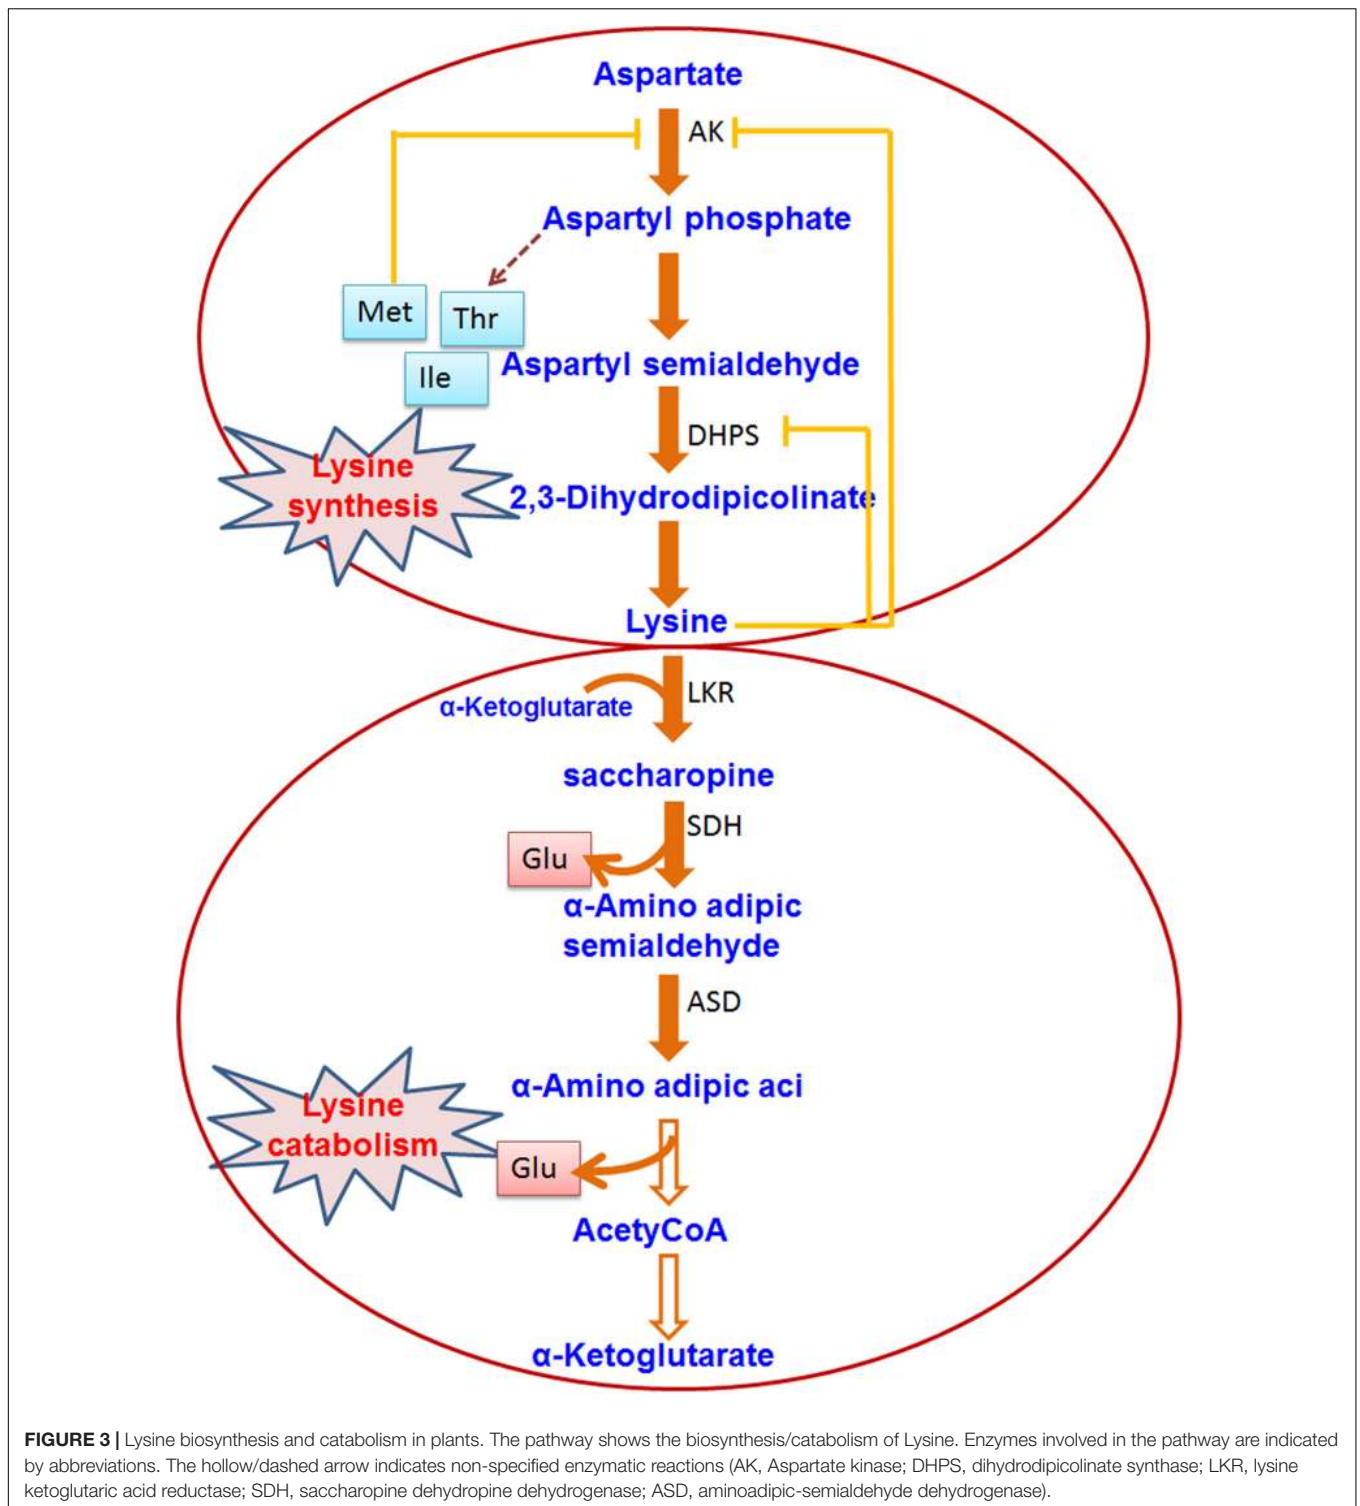 Aspartate
AK
Aspartyl phosphate
Met
Thr
Ile
Aspartyl semialdehyde
DHPS
Lysine
synthesis
2,3-Dihydrodipicolinate
Lysine
LKR
α-Ketoglutarate
saccharopine
SDH
Glu
α-Amino adipic
semialdehyde
ASD
α-Amino adipic aci
Lysine
catabolism
Glu
AcetyCoA
α-Ketoglutarate
FIGURE 3 | Lysine biosynthesis and catabolism in plants. The pathway shows the biosynthesis/catabolism of Lysine. Enzymes involved in the pathway are indicated
by abbreviations. The hollow/dashed arrow indicates non-specified enzymatic reactions (AK, Aspartate kinase; DHPS, dihydrodipicolinate synthase; LKR, lysine
ketoglutaric acid reductase; SDH, saccharopine dehydropine dehydrogenase; ASD, aminoadipic-semialdehyde dehydrogenase).